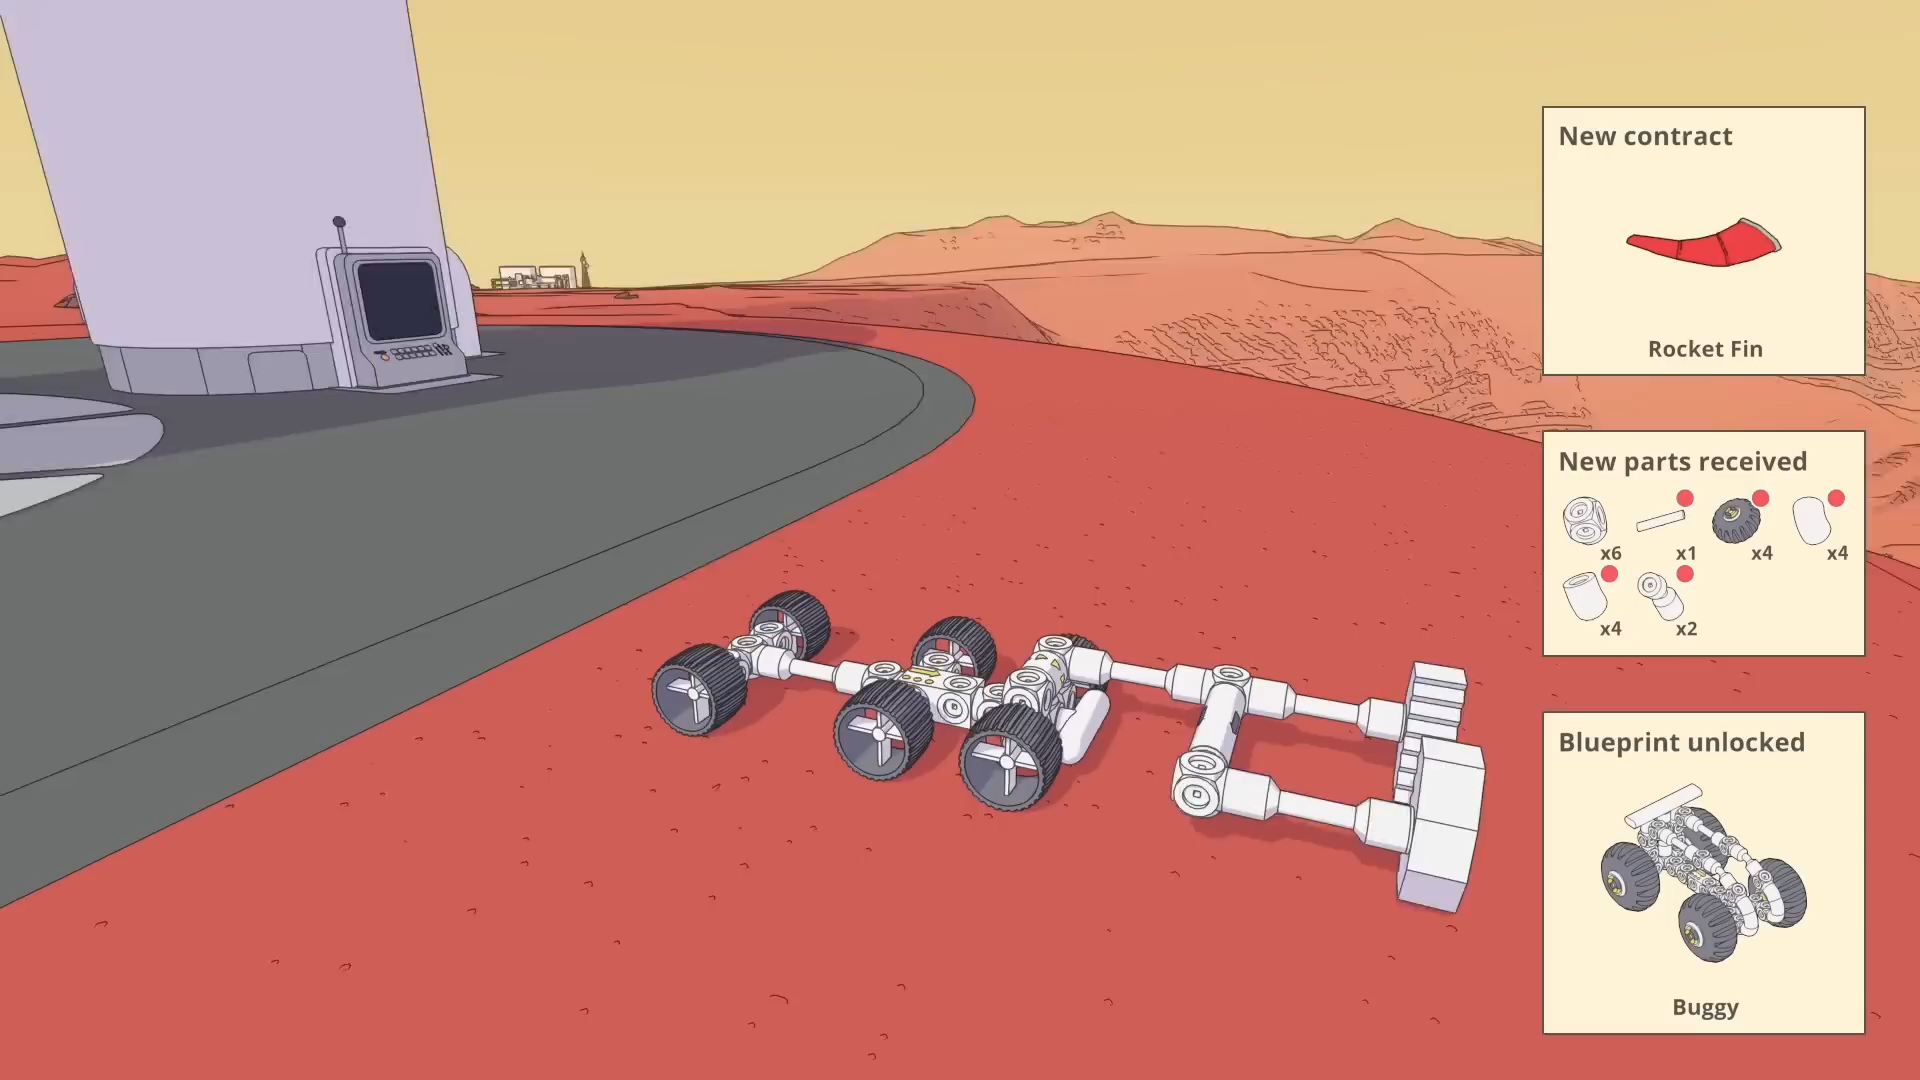 New contract
Rocket Fin
New parts received
x6 x1 x4 x4
x4 x2
Blueprint unlocked
Buggy